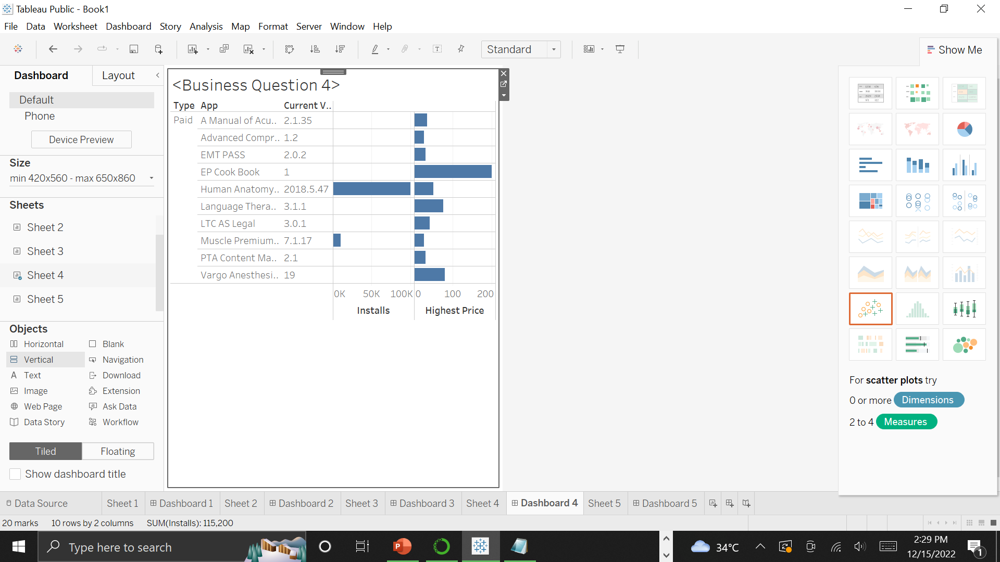 Tableau Public - Book1
File Data Worksheet Dashboard Story Analysis Map Format Server Window Help
Standard
Show Me
Dashboard Layout
Default
Phone
Device Preview
Size
min 420x560 - max 650x860
Sheets
Sheet 2
Sheet 3
Sheet 4
Sheet 5
Objects
Horizontal Blank
Vertical Navigation
Text Download
Image Extension
Web Page Ask Data
Data Story Workflow
Tiled Floating
Show dashboard title
<Business Question 4>
Type App Current V..
Paid A Manual of Acu.. 2.1.35
Advanced Compr.. 1.2
EMT PASS 2.0.2
EP Cook Book 1
Human Anatomy.. 2018.5.47
Language Thera.. 3.1.1
LTC AS Legal 3.0.1
Muscle Premium.. 7.1.17
PTA Content Ma.. 2.1
Vargo Anesthesi.. 19
0K 50K 100K 0 100 200
Installs Highest Price
For scatter plots try
0 or more Dimensions
2 to 4 Measures
Data Source Sheet 1 Dashboard 1 Sheet 2 Dashboard 2 Sheet 3 Dashboard 3 Sheet 4 Dashboard 4 Sheet 5 Dashboard 5
20 marks 10 rows by 2 columns SUM(Installs): 115,200
Type here to search
34°C
2:29 PM
12/15/2022
1